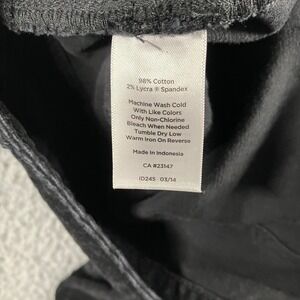 98% Cotton
2% Lycra ® Spandex
Machine Wash Cold
With Like Colors
Only Non-Chlorine
Bleach When Needed
Tumble Dry Low
Warm Iron on Reverse
Made in Indonesia
CA #23147
ID245 03/14